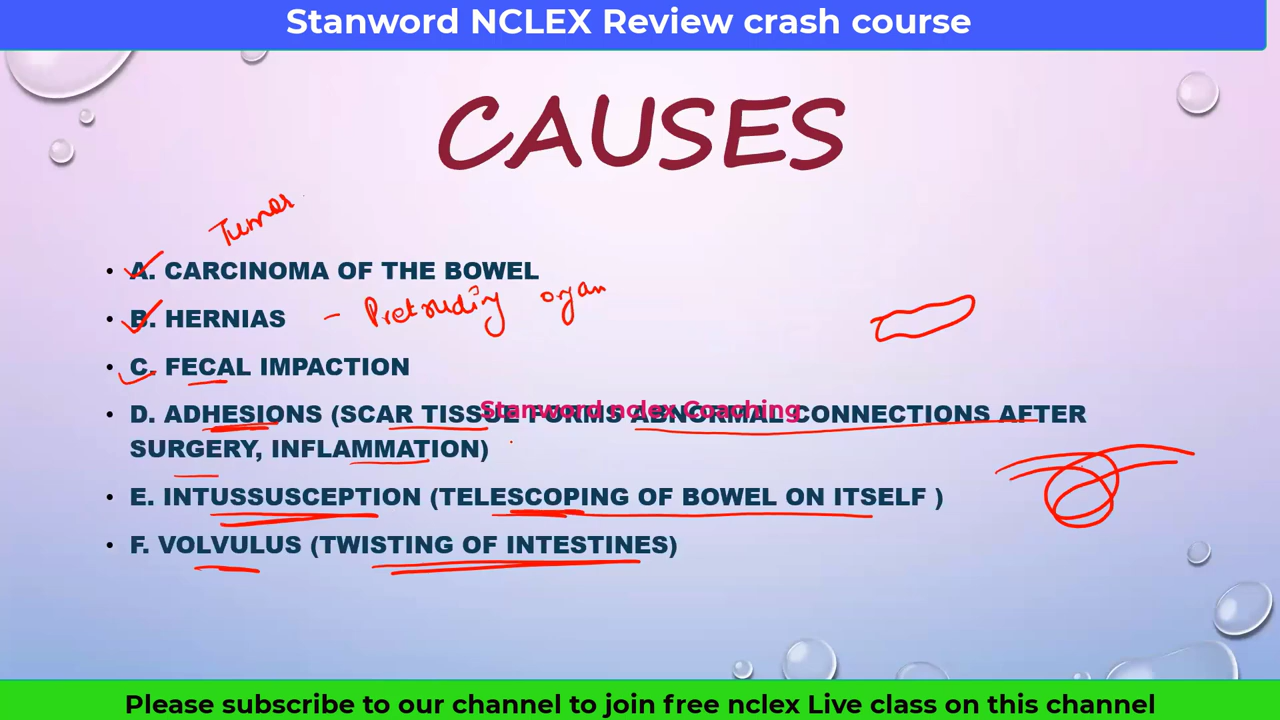 Stanword NCLEX Review crash course
CAUSES
Tumor
• A. CARCINOMA OF THE BOWEL
• B. HERNIAS - Pretruding organ
• C. FECAL IMPACTION
• D. ADHESIONS (SCAR TISSUE FORMS ABNORMAL CONNECTIONS AFTER
Stanword nclex Coaching
SURGERY, INFLAMMATION)
• E. INTUSSUSCEPTION (TELESCOPING OF BOWEL ON ITSELF )
• F. VOLVULUS (TWISTING OF INTESTINES)
Please subscribe to our channel to join free nclex Live class on this channel